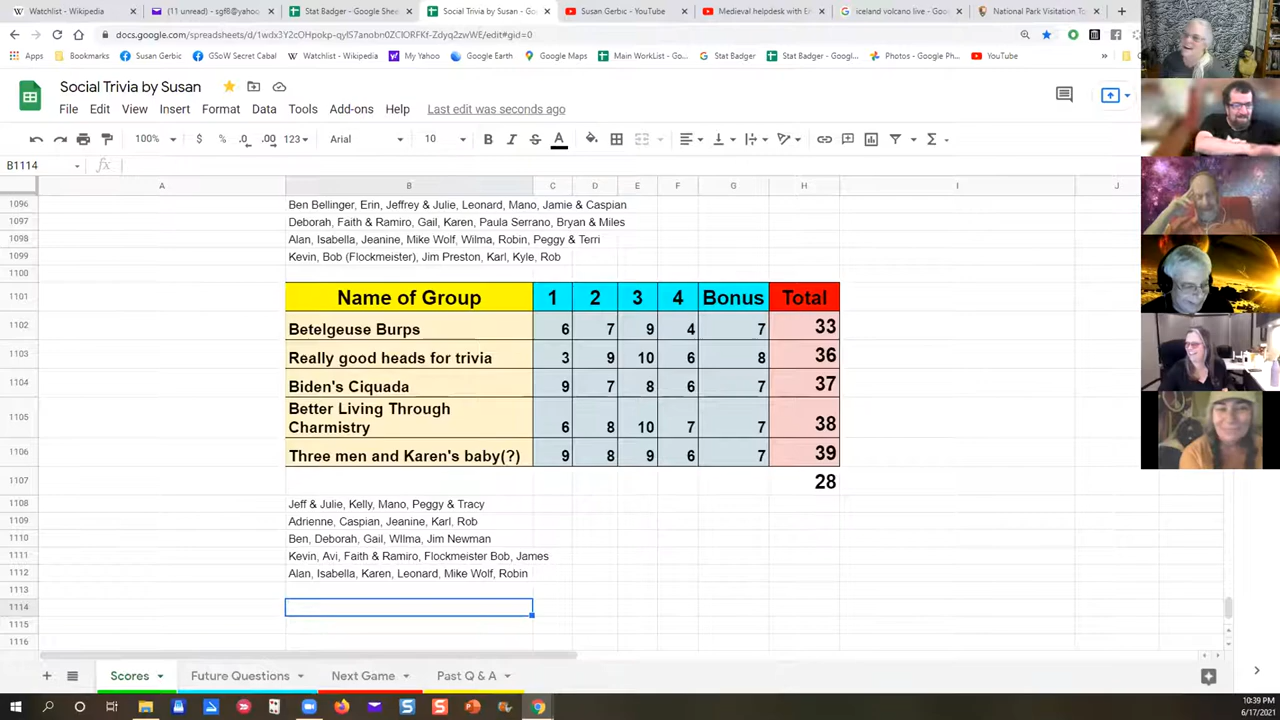 Watchlist - Wikipedia
(11 unread) - sgf8@yahoo.c
Stat Badger - Google Sheet
Social Trivia by Susan - Goo
Susan Gerbic - YouTube
Medieval helpdesk with En
iceland volcano live - Goog
National Park Visitation To
docs.google.com/spreadsheets/d/1wdx3Y2cOHpokp-qyIS7anobn0ZCIORFKf-Zdyq2zwWE/edit#gid=0
Apps
Bookmarks
Susan Gerbic
GSoW Secret Cabal
Watchlist - Wikipedia
My Yahoo
Google Earth
Main WorkList - Go...
Stat Badger
Stat Badger - Googl...
Photos - Google Ph...
YouTube
»
Social Trivia by Susan
File Edit View Insert Format Data Tools Add-ons Help Last edit was seconds ago
100% $ % .0 .00 123 Arial 10 B I S A
B1114 fx
A B C D E F G H I J
1096 Ben Bellinger, Erin, Jeffrey & Julie, Leonard, Mano, Jamie & Caspian
1097 Deborah, Faith & Ramiro, Gail, Karen, Paula Serrano, Bryan & Miles
1098 Alan, Isabella, Jeanine, Mike Wolf, Wilma, Robin, Peggy & Terri
1099 Kevin, Bob (Flockmeister), Jim Preston, Karl, Kyle, Rob
1100
1101 Name of Group 1 2 3 4 Bonus Total
1102 Betelgeuse Burps 6 7 9 4 7 33
1103 Really good heads for trivia 3 9 10 6 8 36
1104 Biden's Ciquada 9 7 8 6 7 37
Better Living Through
1105 Charmistry 6 8 10 7 7 38
1106 Three men and Karen's baby(?) 9 8 9 6 7 39
1107 28
1108 Jeff & Julie, Kelly, Mano, Peggy & Tracy
1109 Adrienne, Caspian, Jeanine, Karl, Rob
1110 Ben, Deborah, Gail, WIlma, Jim Newman
1111 Kevin, Avi, Faith & Ramiro, Flockmeister Bob, James
1112 Alan, Isabella, Karen, Leonard, Mike Wolf, Robin
1113
1114
1115
1116
Scores Future Questions Next Game Past Q & A
10:39 PM
6/17/2021